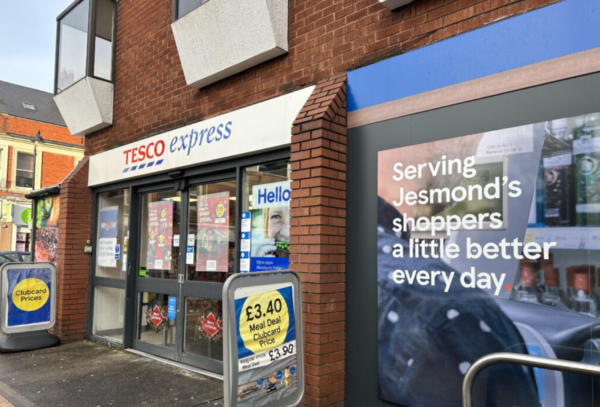 TESCO express
Serving
Jesmond's
shoppers
a little better
every day.
Hello
Clubcard
Prices
£3.40
Meal Deal
Clubcard
Price
£3.90